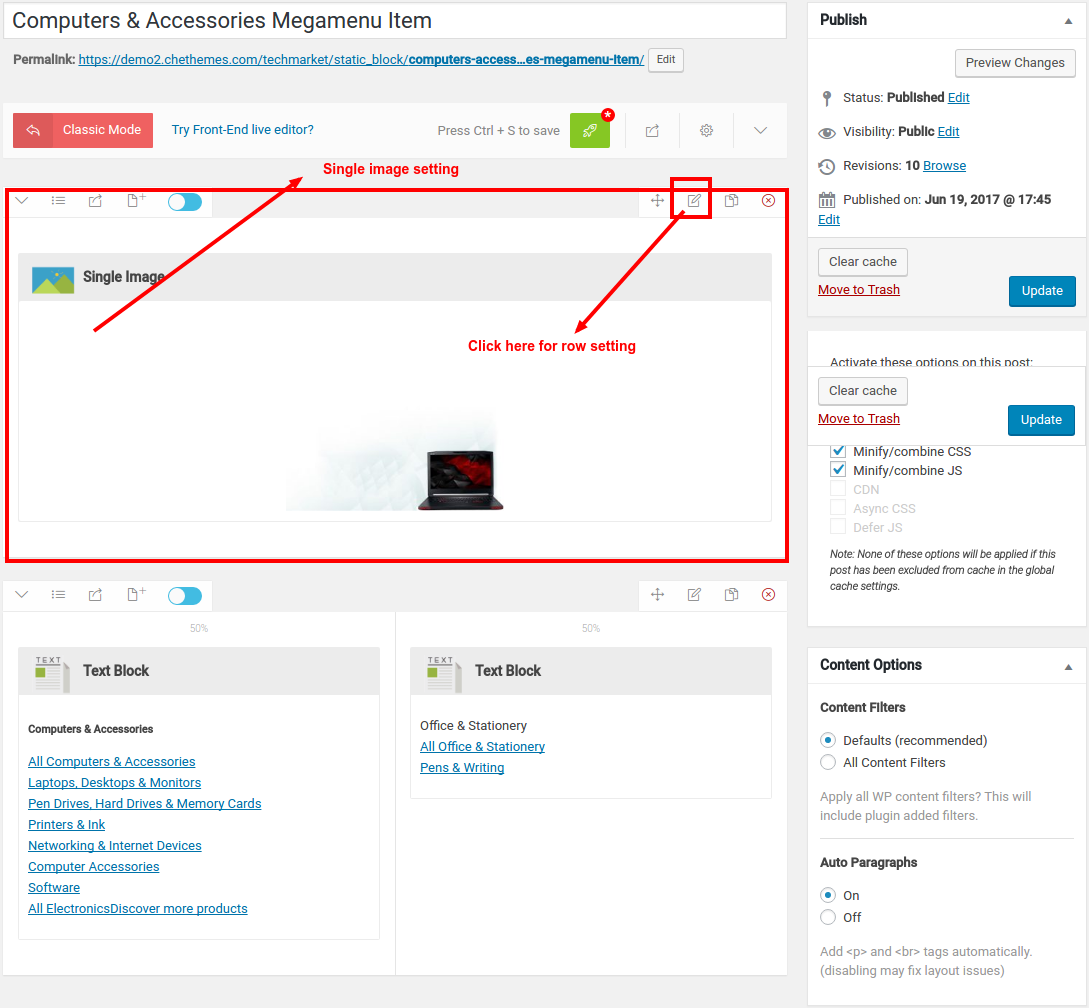 Computers & Accessories Megamenu Item
Permalink: https://demo2.chethemes.com/techmarket/static_block/computers-access…es-megamenu-item/ Edit
Classic Mode
Try Front-End live editor?
Press Ctrl + S to save
*
Single image setting
Single Image
Click here for row setting
50%
50%
TEXT
Text Block
TEXT
Text Block
Computers & Accessories
All Computers & Accessories
Laptops, Desktops & Monitors
Pen Drives, Hard Drives & Memory Cards
Printers & Ink
Networking & Internet Devices
Computer Accessories
Software
All ElectronicsDiscover more products
Office & Stationery
All Office & Stationery
Pens & Writing
Publish
Preview Changes
Status: Published Edit
Visibility: Public Edit
Revisions: 10 Browse
Published on: Jun 19, 2017 @ 17:45
Edit
Clear cache
Move to Trash
Update
Activate these options on this post:
Clear cache
Move to Trash
Update
Minify/combine CSS
Minify/combine JS
CDN
Async CSS
Defer JS
Note: None of these options will be applied if this
post has been excluded from cache in the global
cache settings.
Content Options
Content Filters
Defaults (recommended)
All Content Filters
Apply all WP content filters? This will
include plugin added filters.
Auto Paragraphs
On
Off
Add <p> and <br> tags automatically.
(disabling may fix layout issues)